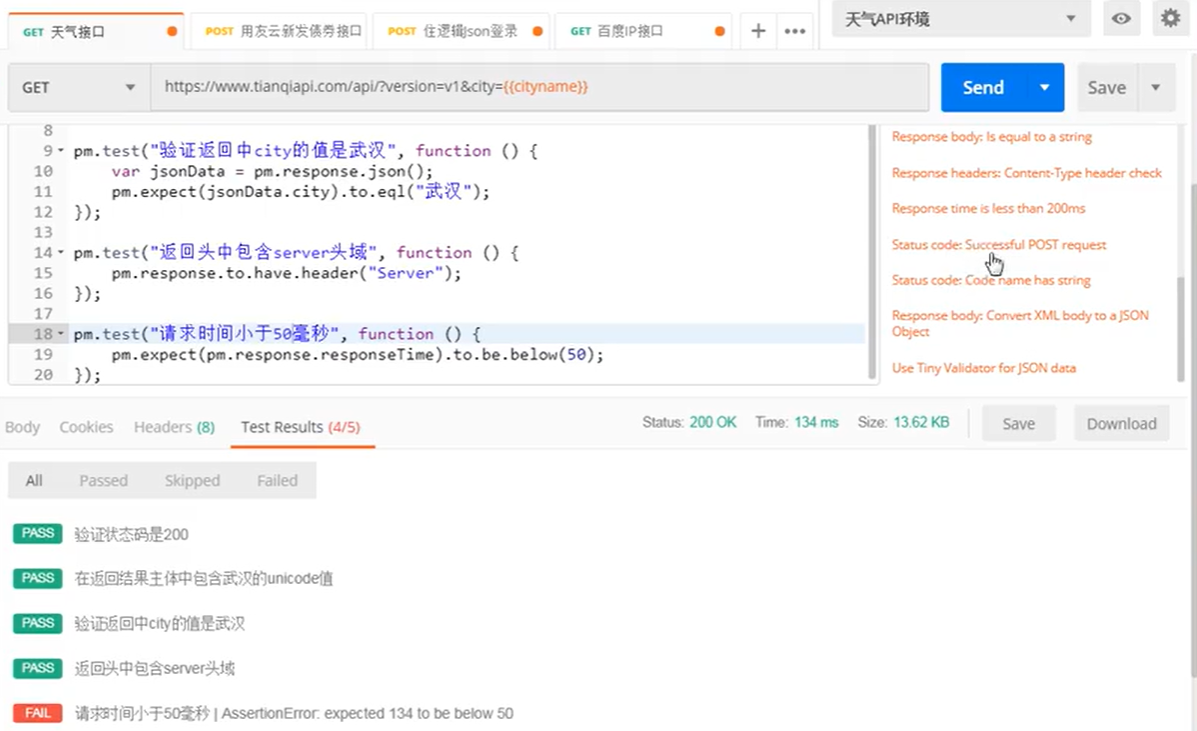 GET 天气接口
POST 用友云新发债券接口
POST 住逻辑Json登录
GET 百度IP接口
天气API环境
GET
https://www.tianqiapi.com/api/?version=v1&city={{cityname}}
Send
Save
8
9 pm.test("验证返回中city的值是武汉", function () {
10 var jsonData = pm.response.json();
11 pm.expect(jsonData.city).to.eql("武汉");
12 });
13
14 pm.test("返回头中包含server头域", function () {
15 pm.response.to.have.header("Server");
16 });
17
18 pm.test("请求时间小于50毫秒", function () {
19 pm.expect(pm.response.responseTime).to.be.below(50);
20 });
Response body: Is equal to a string
Response headers: Content-Type header check
Response time is less than 200ms
Status code: Successful POST request
Status code: Code name has string
Response body: Convert XML body to a JSON
Object
Use Tiny Validator for JSON data
Body Cookies Headers (8) Test Results (4/5) Status: 200 OK Time: 134 ms Size: 13.62 KB Save Download
All Passed Skipped Failed
PASS 验证状态码是200
PASS 在返回结果主体中包含武汉的unicode值
PASS 验证返回中city的值是武汉
PASS 返回头中包含server头域
FAIL 请求时间小于50毫秒 | AssertionError: expected 134 to be below 50